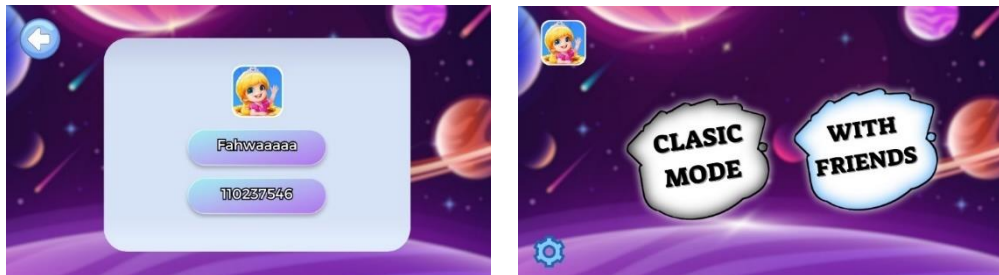 Fahwaaaaa
110237546
CLASIC
MODE
WITH
FRIENDS